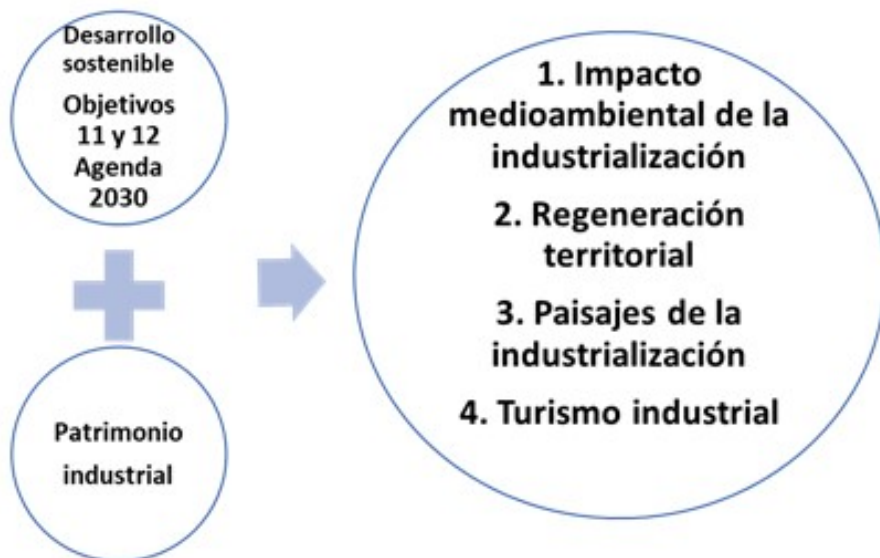 Desarrollo
sostenible
Objetivos
11 y 12
Agenda
2030
Patrimonio
industrial
1. Impacto
medioambiental de la
industrialización
2. Regeneración
territorial
3. Paisajes de la
industrialización
4. Turismo industrial